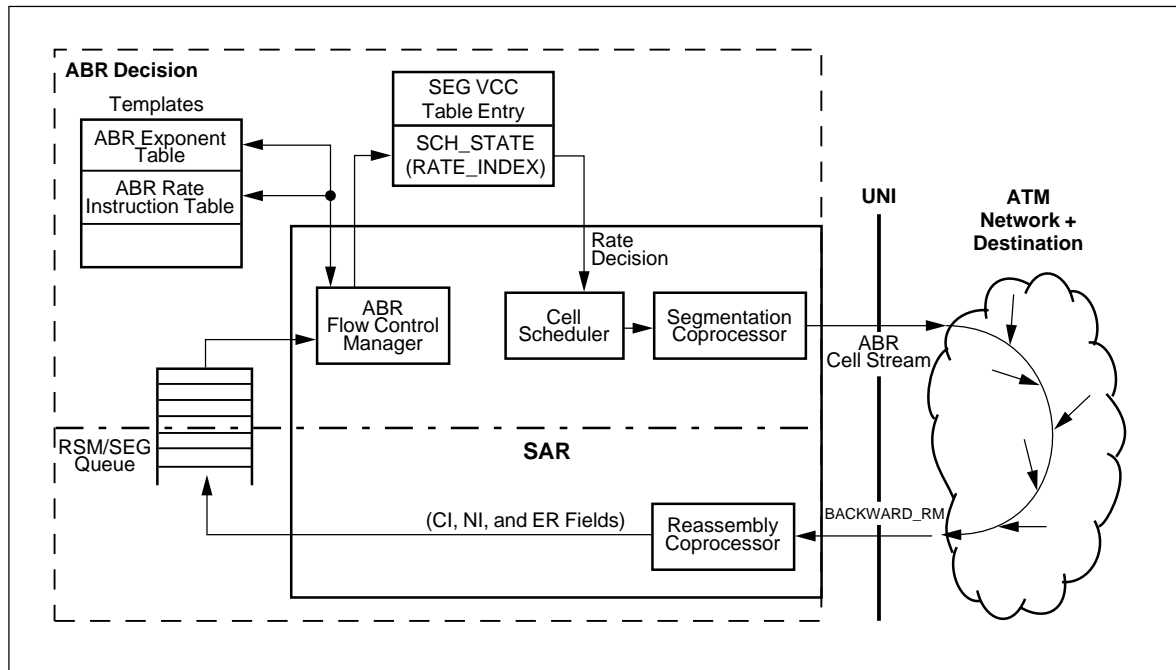 ABR Decision
Templates
ABR Exponent
Table
ABR Rate
Instruction Table
SEG VCC
Table Entry
SCH_STATE
(RATE_INDEX)
UNI
ATM
Network +
Destination
Rate
Decision
ABR
Flow Control
Manager
Cell
Scheduler
Segmentation
Coprocessor
ABR
Cell Stream
RSM/SEG
Queue
SAR
(CI, NI, and ER Fields)
Reassembly
Coprocessor
BACKWARD_RM